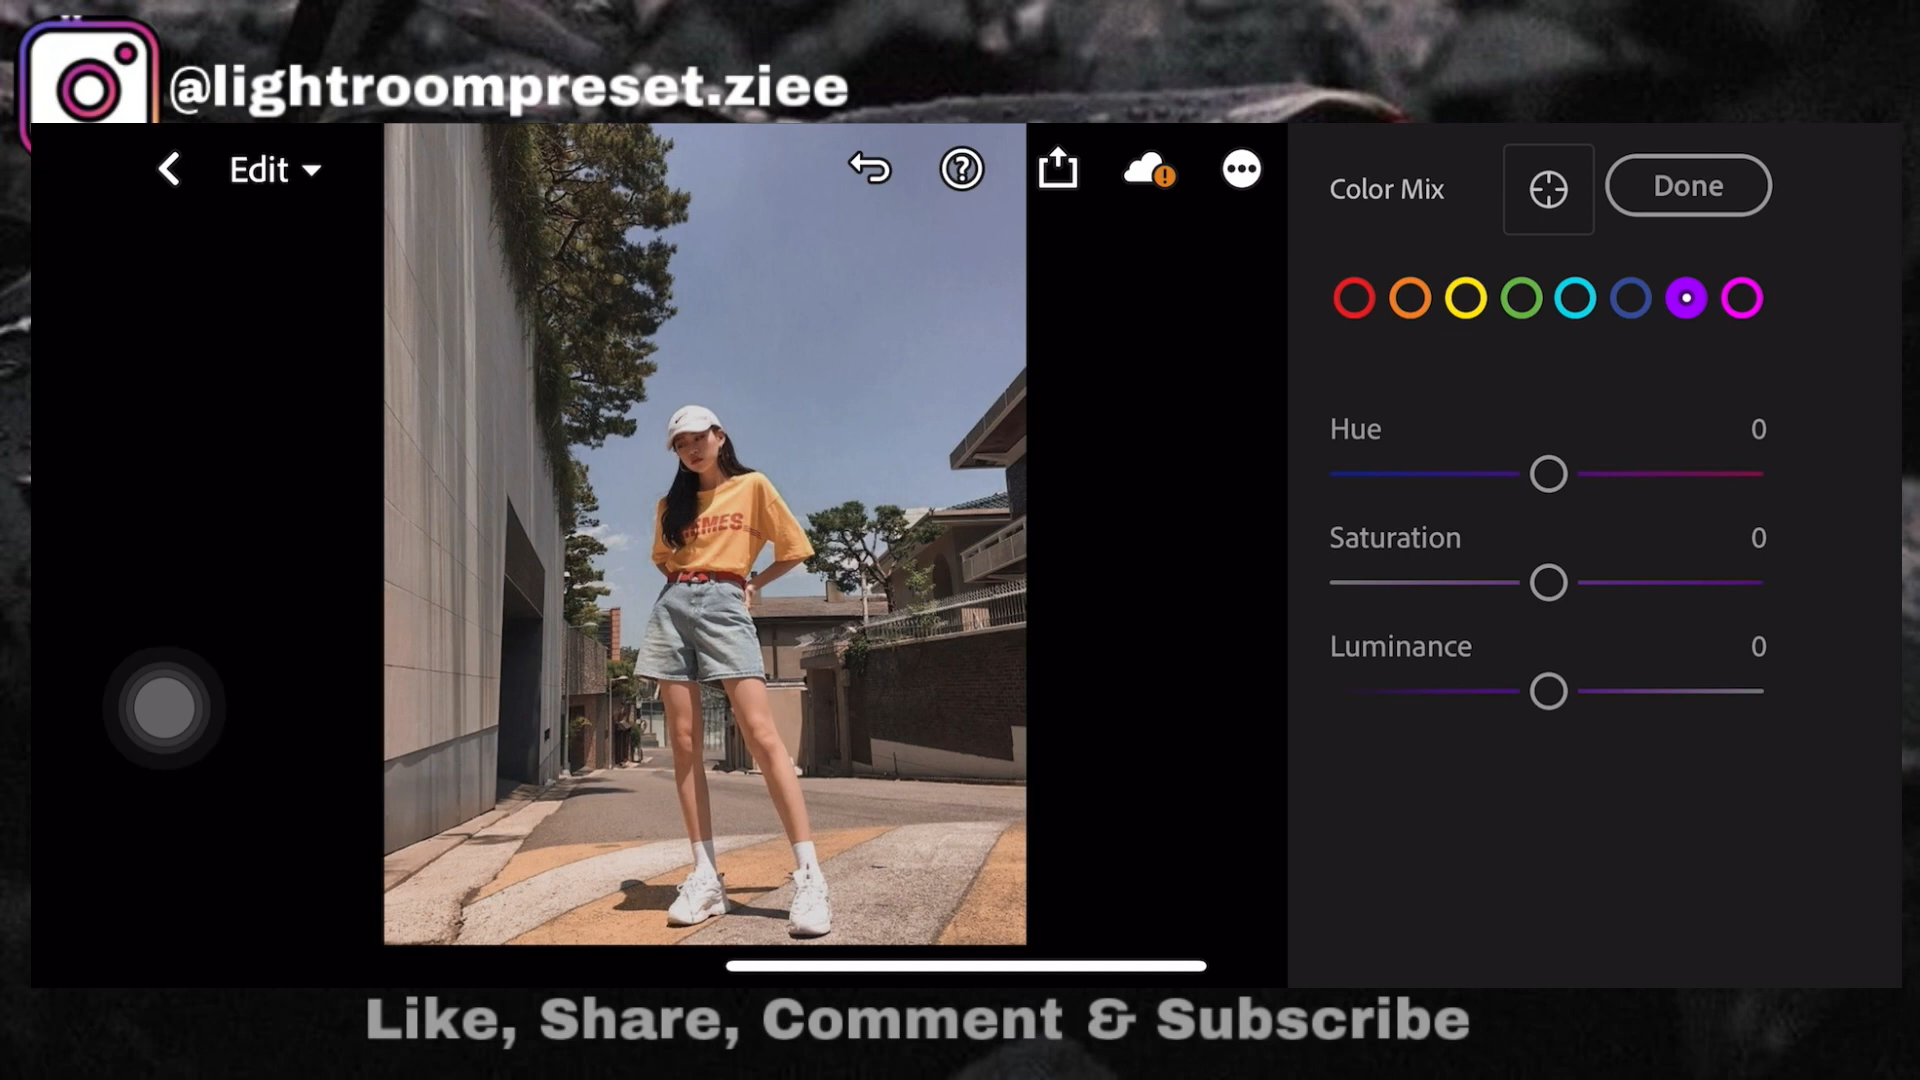 @lightroompreset.ziee
Edit
Color Mix
Done
Hue 0
Saturation 0
Luminance 0
Like, Share, Comment & Subscribe